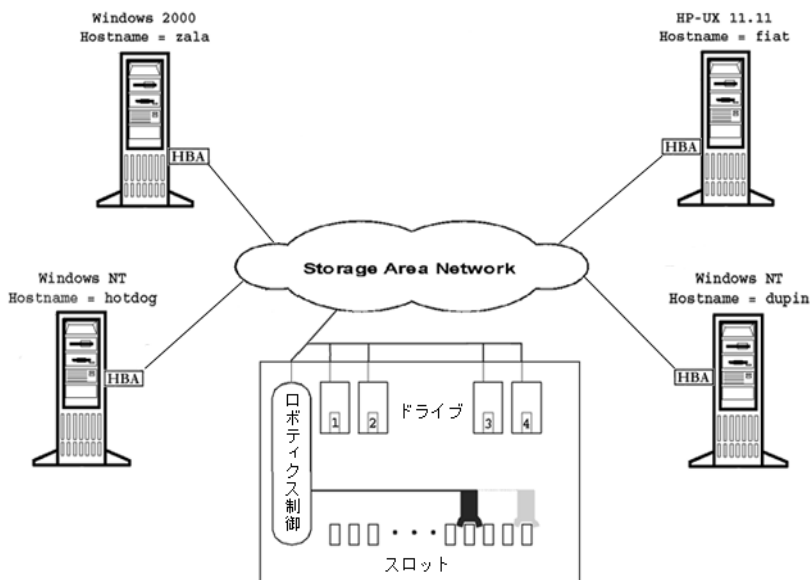 Windows 2000
Hostname = zala
HP-UX 11.11
Hostname = fiat
HBA
HBA
Storage Area Network
Windows NT
Hostname = hotdog
Windows NT
Hostname = dupin
HBA
HBA
ロボティクス制御
1
2
ドライブ
3
4
スロット